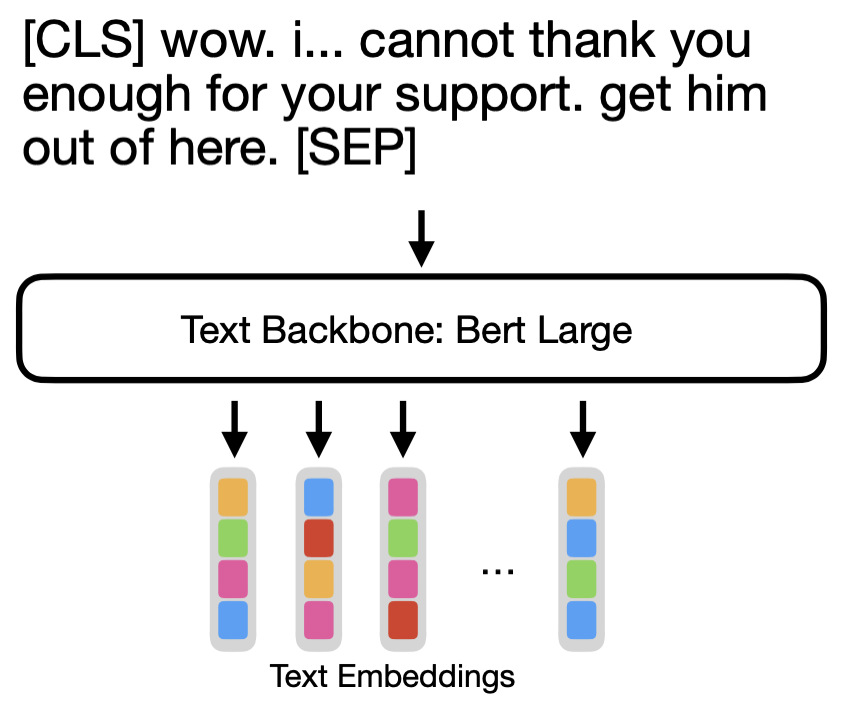 [CLS] wow. i... cannot thank you
enough for your support. get him
out of here. [SEP]
Text Backbone: Bert Large
...
Text Embeddings